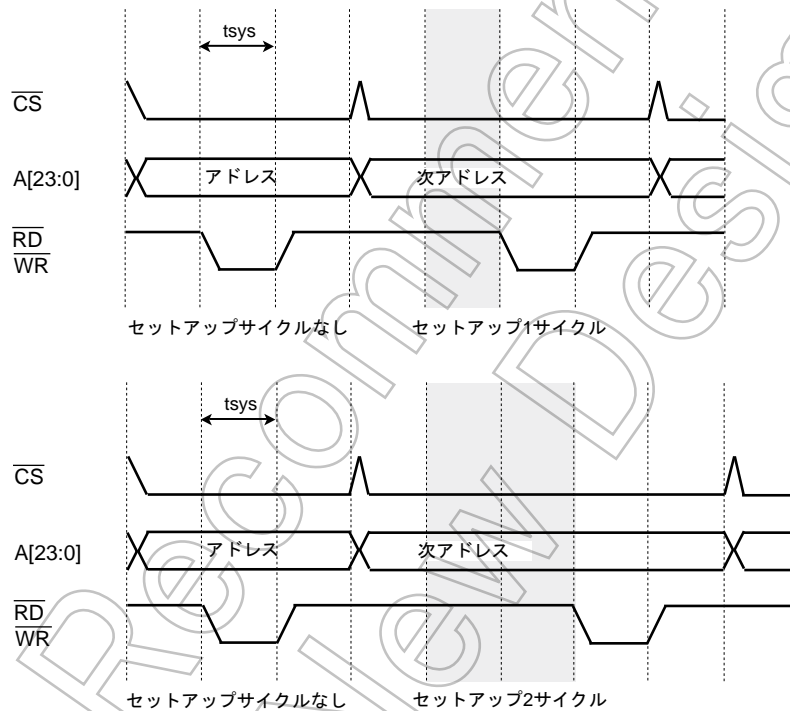 tsys
CS
A[23:0] アドレス 次アドレス
RD
WR
セットアップサイクルなし セットアップ1サイクル
tsys
CS
A[23:0] アドレス 次アドレス
RD
WR
セットアップサイクルなし セットアップ2サイクル
Recommen
New Desig